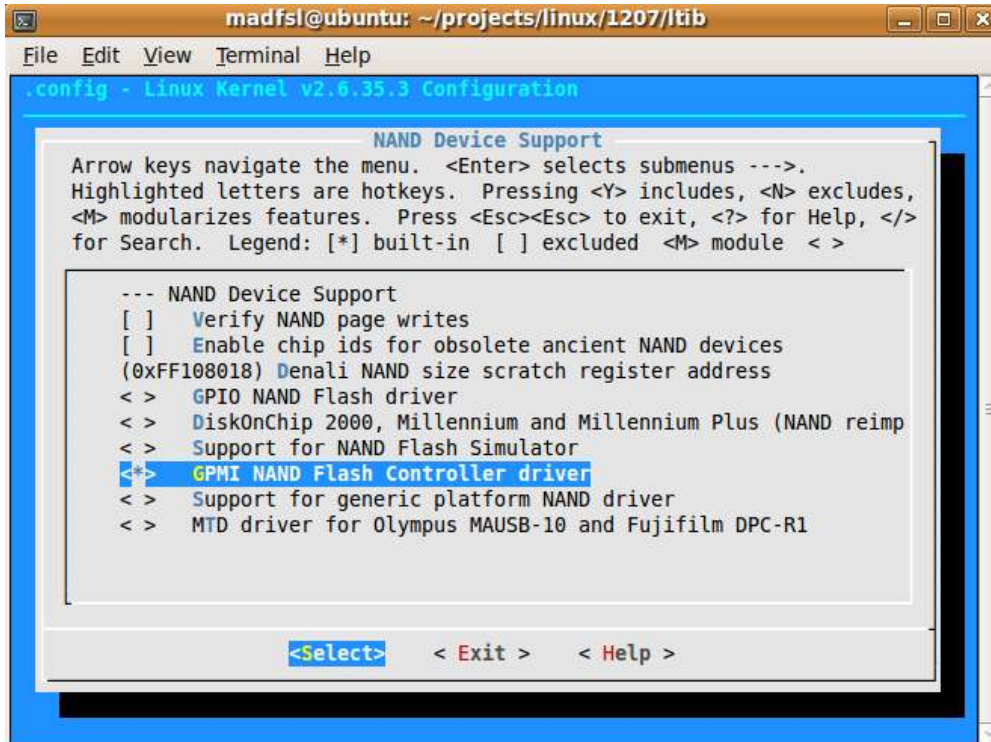 madfsl@ubuntu: ~/projects/linux/1207/ltib
File Edit View Terminal Help
.config - Linux Kernel v2.6.35.3 Configuration
NAND Device Support
Arrow keys navigate the menu. <Enter> selects submenus --->.
Highlighted letters are hotkeys. Pressing <Y> includes, <N> excludes,
<M> modularizes features. Press <Esc><Esc> to exit, <?> for Help, </>
for Search. Legend: [*] built-in [ ] excluded <M> module < >
--- NAND Device Support
[ ] Verify NAND page writes
[ ] Enable chip ids for obsolete ancient NAND devices
(0xFF108018) Denali NAND size scratch register address
< > GPIO NAND Flash driver
< > DiskOnChip 2000, Millennium and Millennium Plus (NAND reimp
< > Support for NAND Flash Simulator
<*> GPMI NAND Flash Controller driver
< > Support for generic platform NAND driver
< > MTD driver for Olympus MAUSB-10 and Fujifilm DPC-R1
<Select> < Exit > < Help >